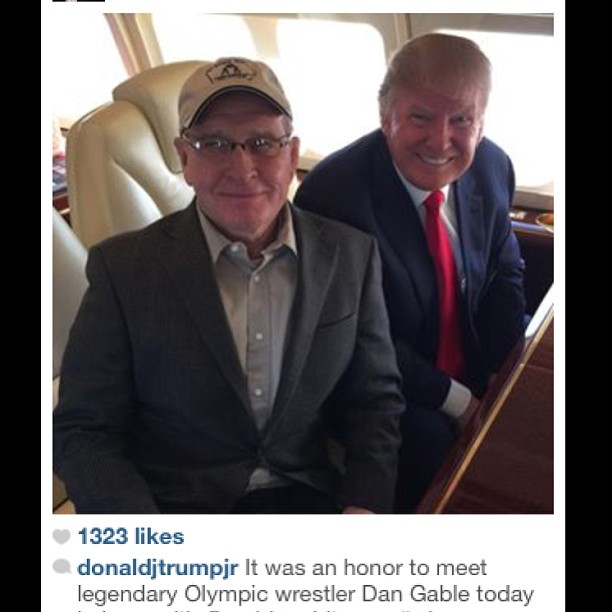 1323 likes
donaldjtrumpjr It was an honor to meet
legendary Olympic wrestler Dan Gable today